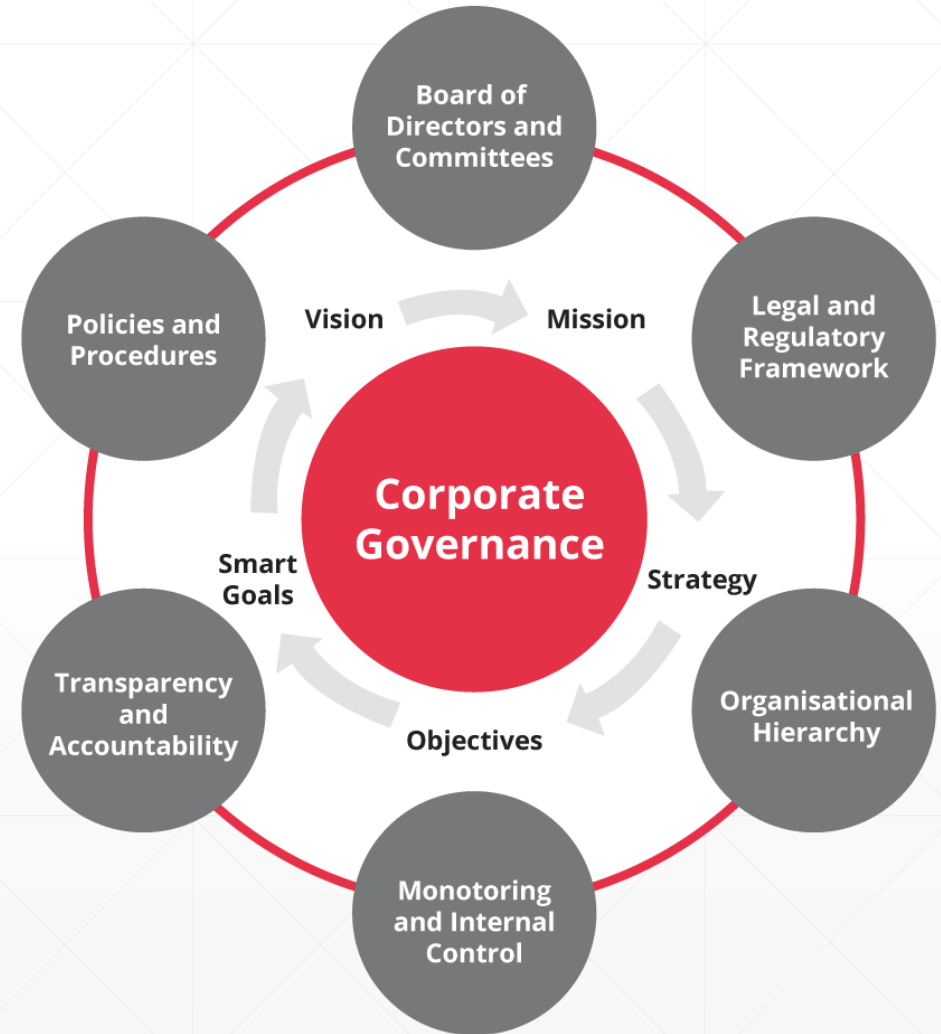 Board of
Directors and
Committees
Legal and
Regulatory
Framework
Organisational
Hierarchy
Monotoring
and Internal
Control
Transparency
and
Accountability
Policies and
Procedures
Vision
Mission
Strategy
Objectives
Smart
Goals
Corporate
Governance